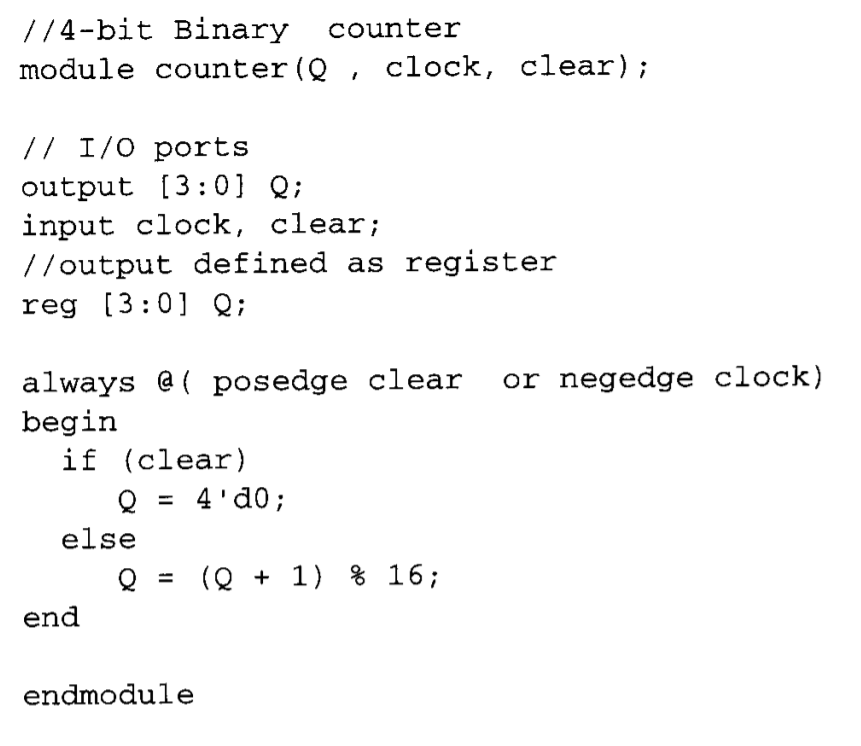 //4-bit Binary  counter
module counter(Q , clock, clear);
// I/O ports
output [3:0] Q;
input clock, clear;
//output defined as register
reg [3:0] Q;
always @( posedge clear  or negedge clock)
begin
if (clear)
Q = 4'd0;
else
Q = (Q + 1) % 16;
end
endmodule